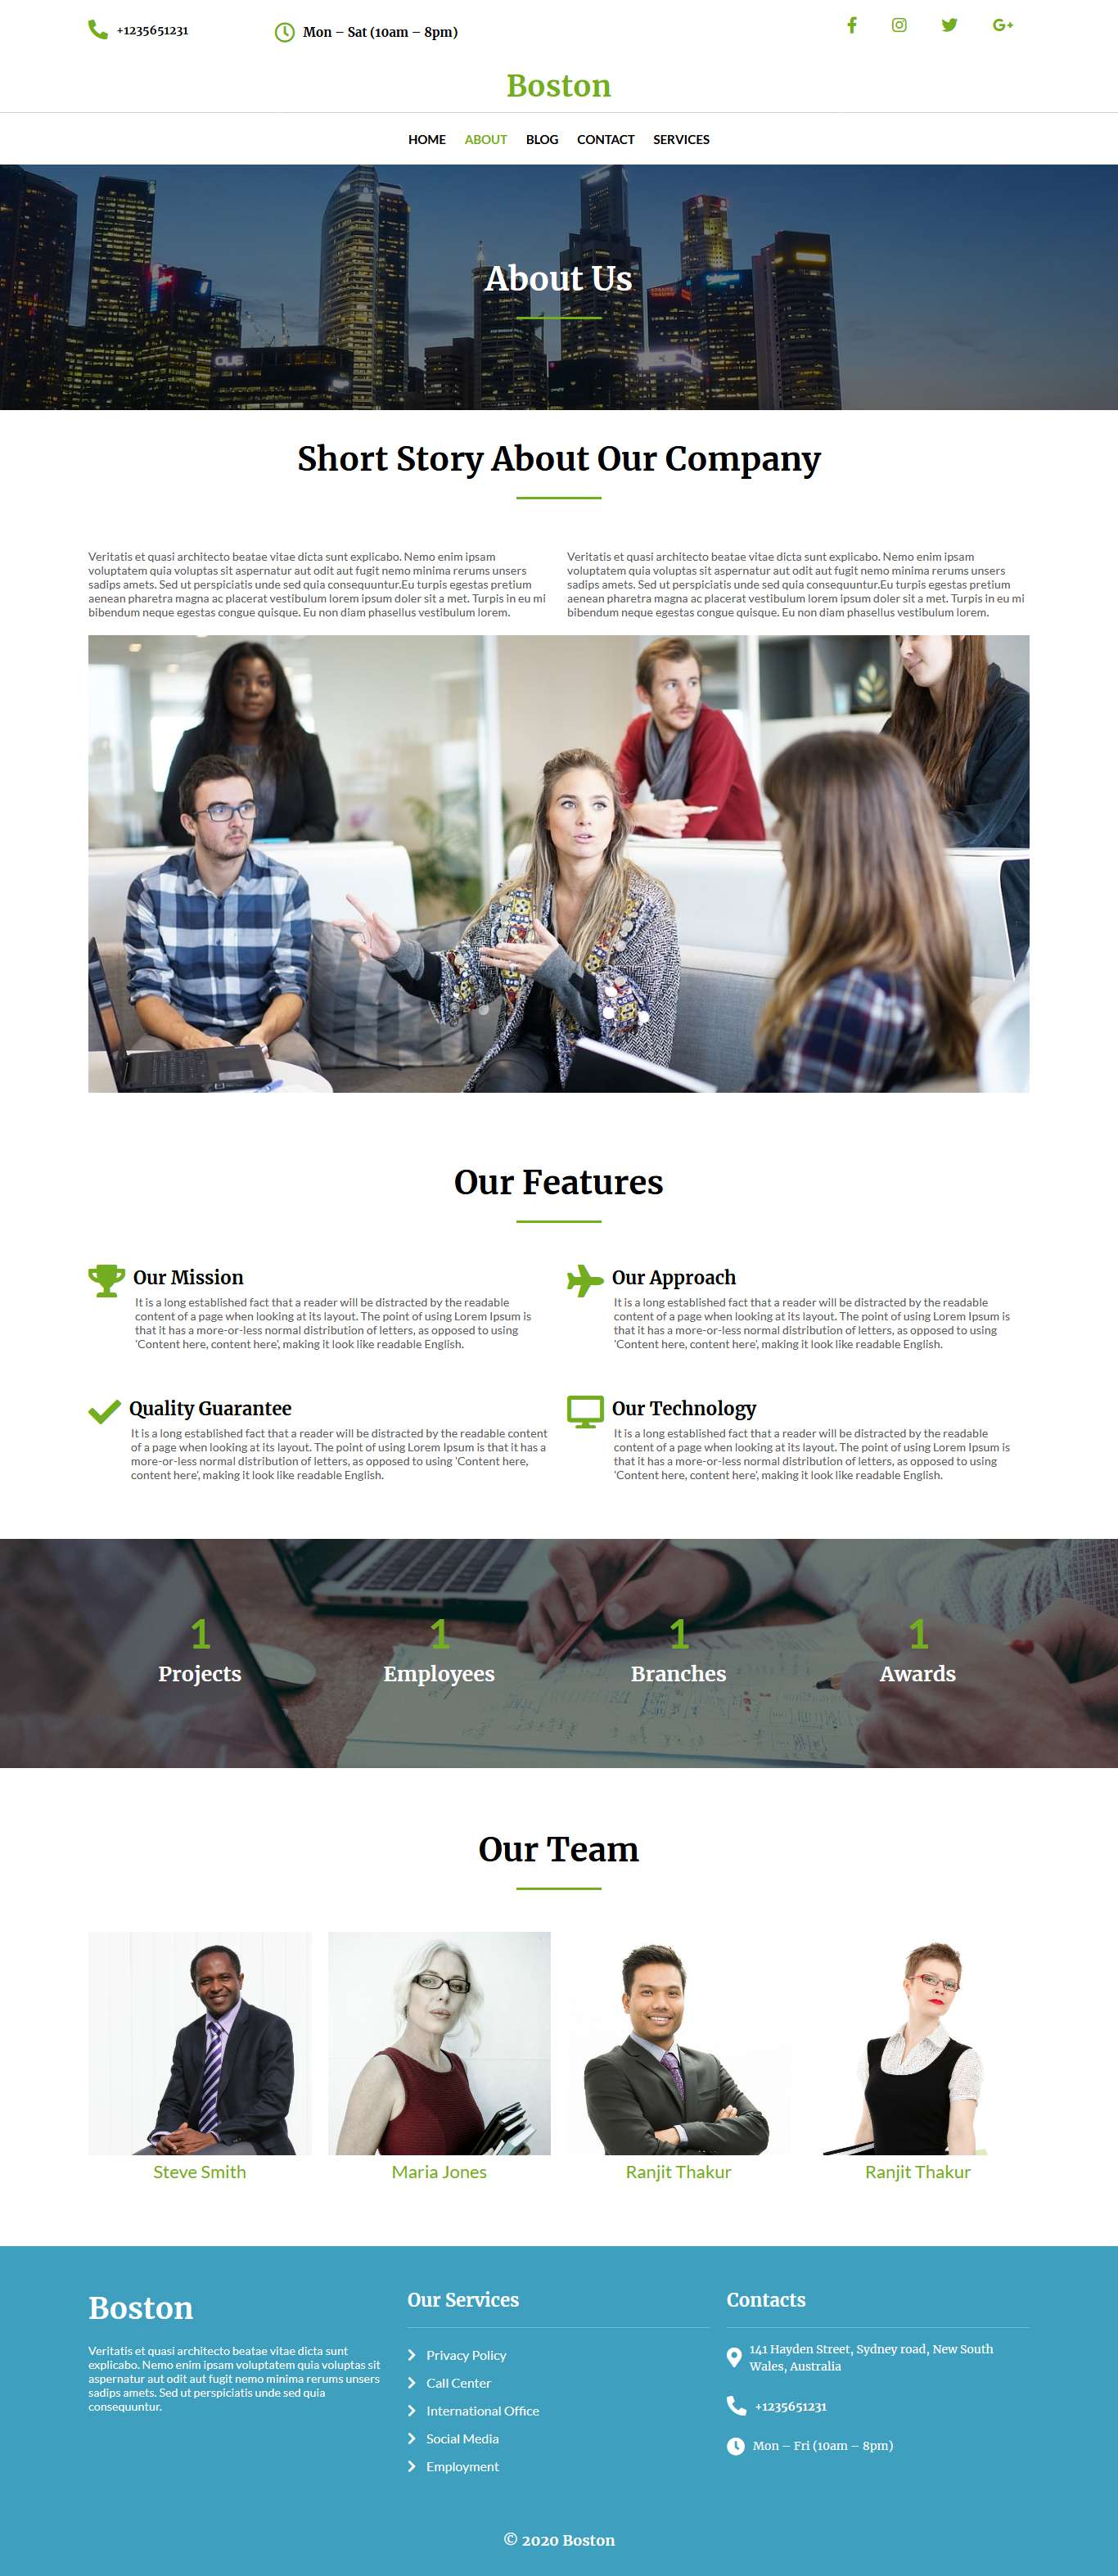 +1235651231
Mon – Sat (10am – 8pm)
Boston
HOME ABOUT BLOG CONTACT SERVICES
OUE
About Us
Short Story About Our Company
Veritatis et quasi architecto beatae vitae dicta sunt explicabo. Nemo enim ipsam
voluptatem quia voluptas sit aspernatur aut odit aut fugit nemo minima rerums unsers
sadips amets. Sed ut perspiciatis unde sed quia consequuntur.Eu turpis egestas pretium
aenean pharetra magna ac placerat vestibulum lorem ipsum doler sit a met. Turpis in eu mi
bibendum neque egestas congue quisque. Eu non diam phasellus vestibulum lorem.
Veritatis et quasi architecto beatae vitae dicta sunt explicabo. Nemo enim ipsam
voluptatem quia voluptas sit aspernatur aut odit aut fugit nemo minima rerums unsers
sadips amets. Sed ut perspiciatis unde sed quia consequuntur.Eu turpis egestas pretium
aenean pharetra magna ac placerat vestibulum lorem ipsum doler sit a met. Turpis in eu mi
bibendum neque egestas congue quisque. Eu non diam phasellus vestibulum lorem.
Our Features
Our Mission
It is a long established fact that a reader will be distracted by the readable
content of a page when looking at its layout. The point of using Lorem Ipsum is
that it has a more-or-less normal distribution of letters, as opposed to using
'Content here, content here', making it look like readable English.
Our Approach
It is a long established fact that a reader will be distracted by the readable
content of a page when looking at its layout. The point of using Lorem Ipsum is
that it has a more-or-less normal distribution of letters, as opposed to using
'Content here, content here', making it look like readable English.
Quality Guarantee
It is a long established fact that a reader will be distracted by the readable content
of a page when looking at its layout. The point of using Lorem Ipsum is that it has a
more-or-less normal distribution of letters, as opposed to using 'Content here,
content here', making it look like readable English.
Our Technology
It is a long established fact that a reader will be distracted by the readable
content of a page when looking at its layout. The point of using Lorem Ipsum is
that it has a more-or-less normal distribution of letters, as opposed to using
'Content here, content here', making it look like readable English.
1
Projects
1
Employees
1
Branches
1
Awards
Our Team
Steve Smith
Maria Jones
Ranjit Thakur
Ranjit Thakur
Boston
Veritatis et quasi architecto beatae vitae dicta sunt
explicabo. Nemo enim ipsam voluptatem quia voluptas sit
aspernatur aut odit aut fugit nemo minima rerums unsers
sadips amets. Sed ut perspiciatis unde sed quia
consequuntur.
Our Services
Privacy Policy
Call Center
International Office
Social Media
Employment
Contacts
141 Hayden Street, Sydney road, New South
Wales, Australia
+1235651231
Mon – Fri (10am – 8pm)
© 2020 Boston